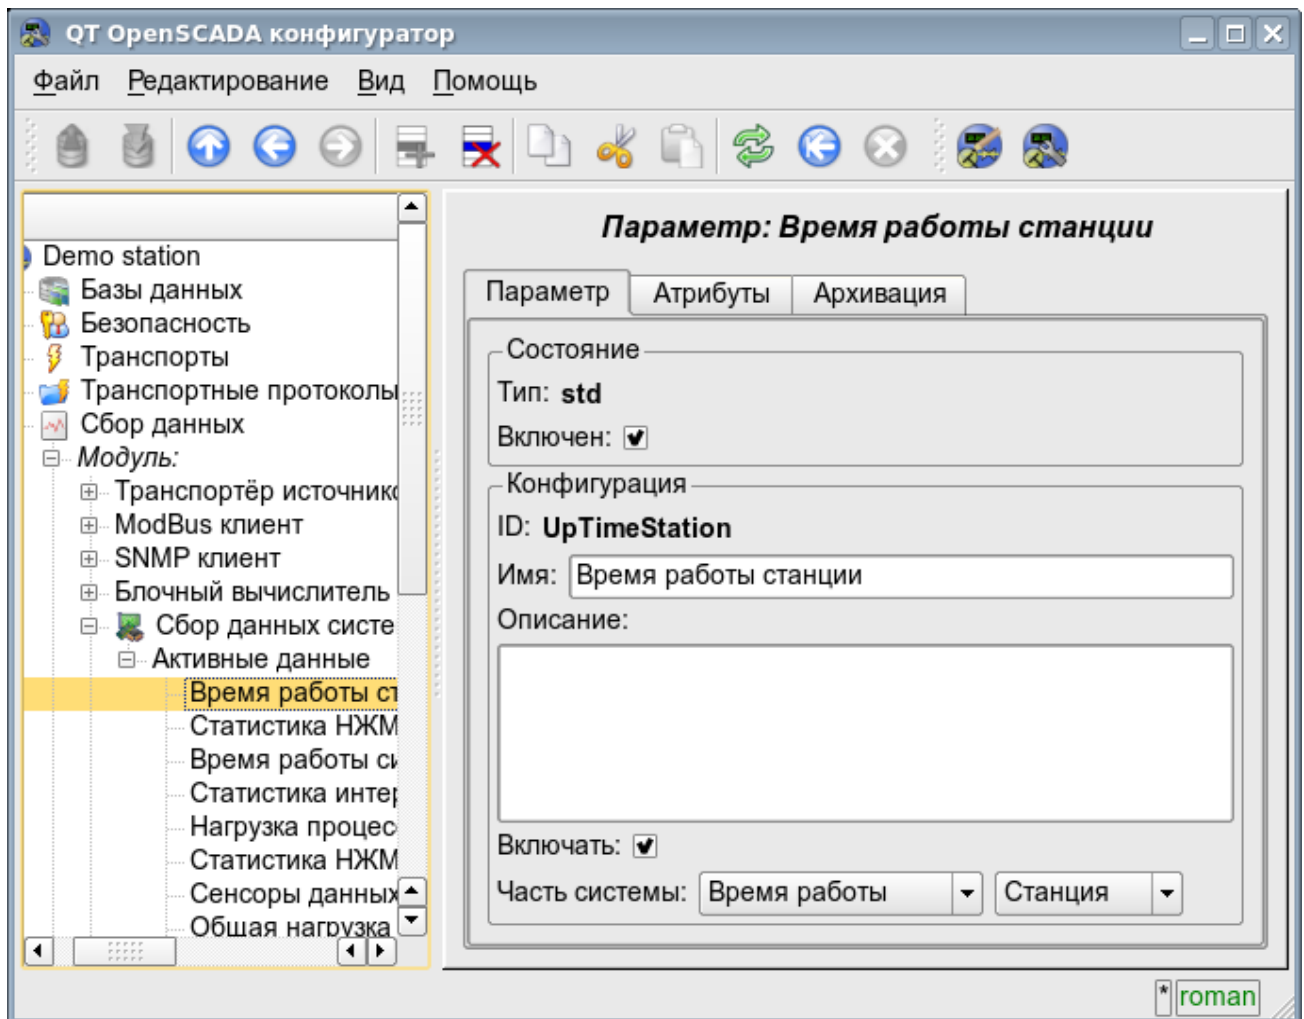 QT OpenSCADA конфигуратор
Файл Редактирование Вид Помощь
Demo station
Базы данных
Безопасность
Транспорты
Транспортные протоколы
Сбор данных
Модуль:
Транспортёр источник
ModBus клиент
SNMP клиент
Блочный вычислитель
Сбор данных систе
Активные данные
Время работы ст
Статистика НЖМ
Время работы си
Статистика интер
Нагрузка процес
Статистика НЖМ
Сенсоры данных
Общая нагрузка
Параметр: Время работы станции
Параметр Атрибуты Архивация
Состояние
Тип: std
Включен:
Конфигурация
ID: UpTimeStation
Имя: Время работы станции
Описание:
Включать:
Часть системы: Время работы Станция
* roman